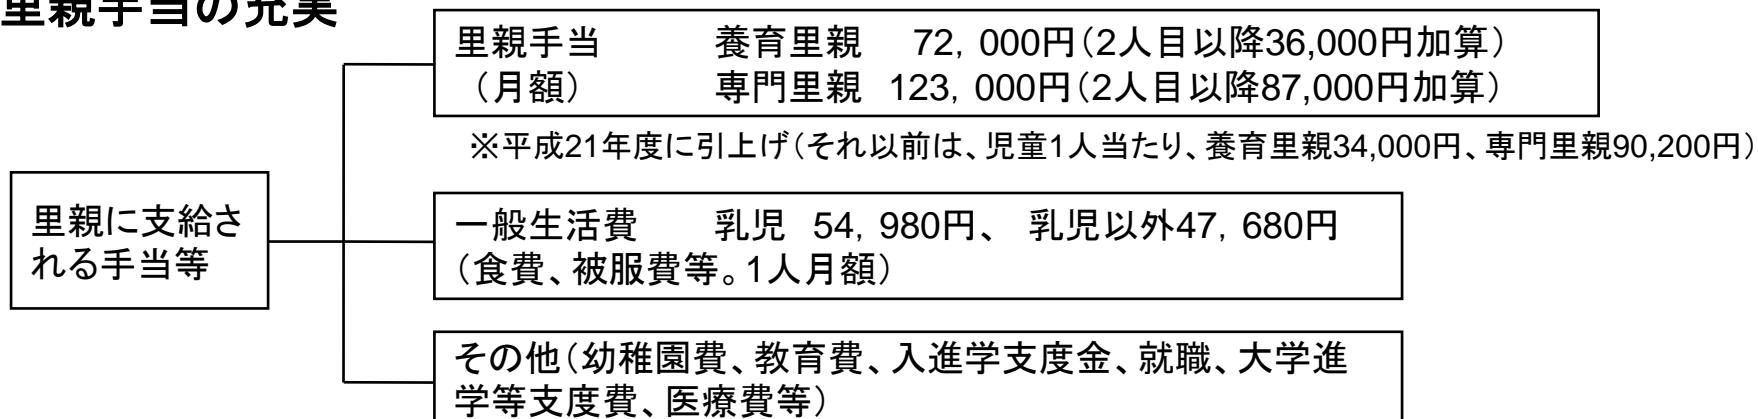 里親手当の充実
里親手当　　　養育里親　72，000円（2人目以降36,000円加算）
（月額）　　　専門里親　123，000円（2人目以降87,000円加算）
※平成21年度に引上げ（それ以前は、児童1人当たり、養育里親34,000円、専門里親90,200円）
里親に支給さ
れる手当等
一般生活費　　乳児　54，980円、 乳児以外47，680円
（食費、被服費等。1人月額）
その他（幼稚園費、教育費、入進学支度金、就職、大学進
学等支度費、医療費等）